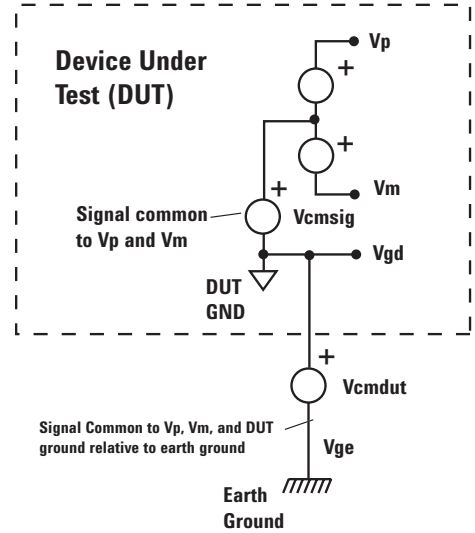 Device Under
Test (DUT)
Vp
+
+
Vm
+
Signal common
to Vp and Vm
Vcmsig
Vgd
DUT
GND
+
Vcmdut
Signal Common to Vp, Vm, and DUT
ground relative to earth ground
Vge
Earth
Ground